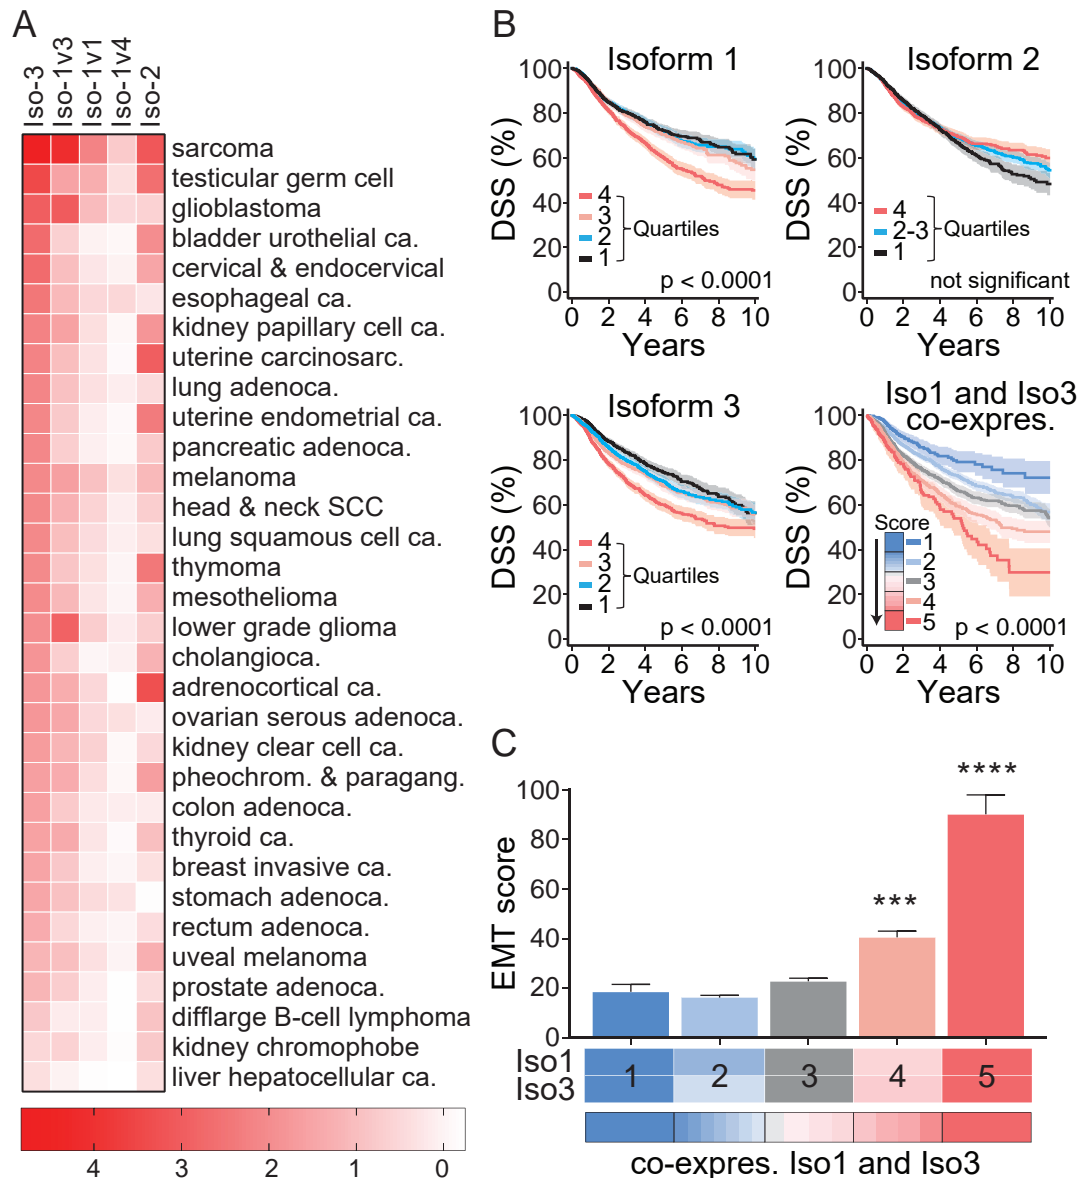 A
Iso-3
Iso-1v3
Iso-1v1
Iso-1v4
Iso-2
sarcoma
testicular germ cell
glioblastoma
bladder urothelial ca.
cervical & endocervical
esophageal ca.
kidney papillary cell ca.
uterine carcinosarc.
lung adenoca.
uterine endometrial ca.
pancreatic adenoca.
melanoma
head & neck SCC
lung squamous cell ca.
thymoma
mesothelioma
lower grade glioma
cholangioca.
adrenocortical ca.
ovarian serous adenoca.
kidney clear cell ca.
pheochrom. & paragang.
colon adenoca.
thyroid ca.
breast invasive ca.
stomach adenoca.
rectum adenoca.
uveal melanoma
prostate adenoca.
difflarge B-cell lymphoma
kidney chromophobe
liver hepatocellular ca.
4 3 2 1 0
B
Isoform 1
DSS (%)
100
80
60
40
20
0
4
3
2
1
Quartiles
p < 0.0001
0 2 4 6 8 10
Years
Isoform 2
DSS (%)
100
80
60
40
20
0
4
2-3
1
Quartiles
not significant
0 2 4 6 8 10
Years
Isoform 3
DSS (%)
100
80
60
40
20
0
4
3
2
1
Quartiles
p < 0.0001
0 2 4 6 8 10
Years
Iso1 and Iso3
co-expres.
DSS (%)
100
80
60
40
20
0
Score
1
2
3
4
5
p < 0.0001
0 2 4 6 8 10
Years
C
EMT score
100
80
60
40
20
0
***
****
Iso1
Iso3
1 2 3 4 5
co-expres. Iso1 and Iso3